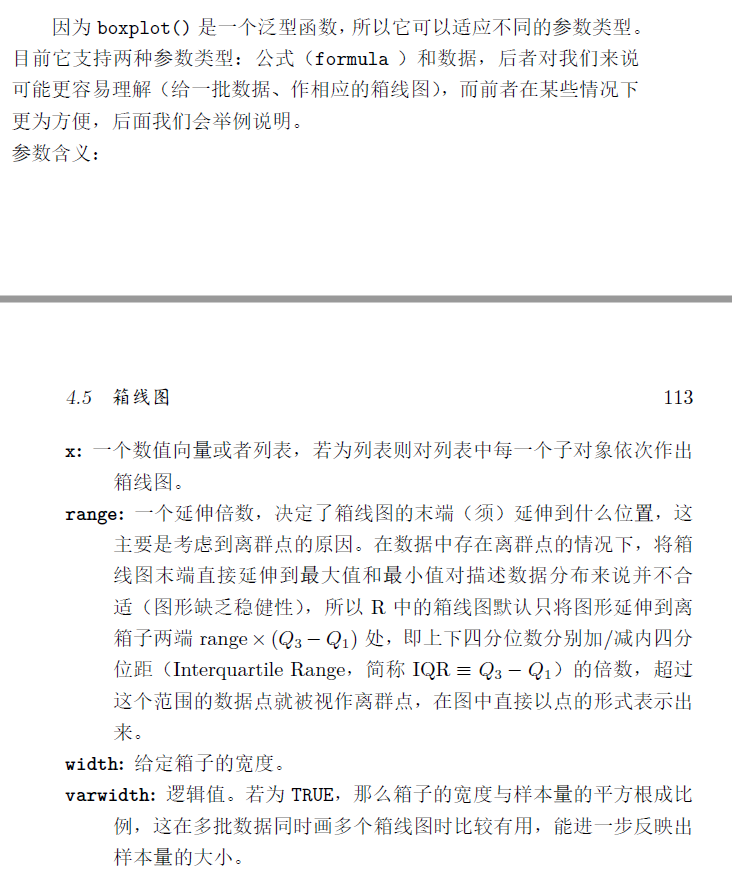 因为 boxplot() 是一个泛型函数，所以它可以适应不同的参数类型。
目前它支持两种参数类型：公式（formula ）和数据，后者对我们来说
可能更容易理解（给一批数据、作相应的箱线图），而前者在某些情况下
更为方便，后面我们会举例说明。
参数含义：
4.5 箱线图 113
x: 一个数值向量或者列表，若为列表则对列表中每一个子对象依次作出
箱线图。
range: 一个延伸倍数，决定了箱线图的末端（须）延伸到什么位置，这
主要是考虑到离群点的原因。在数据中存在离群点的情况下，将箱
线图末端直接延伸到最大值和最小值对描述数据分布来说并不合
适（图形缺乏稳健性），所以 R 中的箱线图默认只将图形延伸到离
箱子两端 range × (Q₃ − Q₁) 处，即上下四分位数分别加/减内四分
位距（Interquartile Range，简称 IQR ≡ Q₃ − Q₁）的倍数，超过
这个范围的数据点就被视作离群点，在图中直接以点的形式表示出
来。
width: 给定箱子的宽度。
varwidth: 逻辑值。若为 TRUE，那么箱子的宽度与样本量的平方根成比
例，这在多批数据同时画多个箱线图时比较有用，能进一步反映出
样本量的大小。